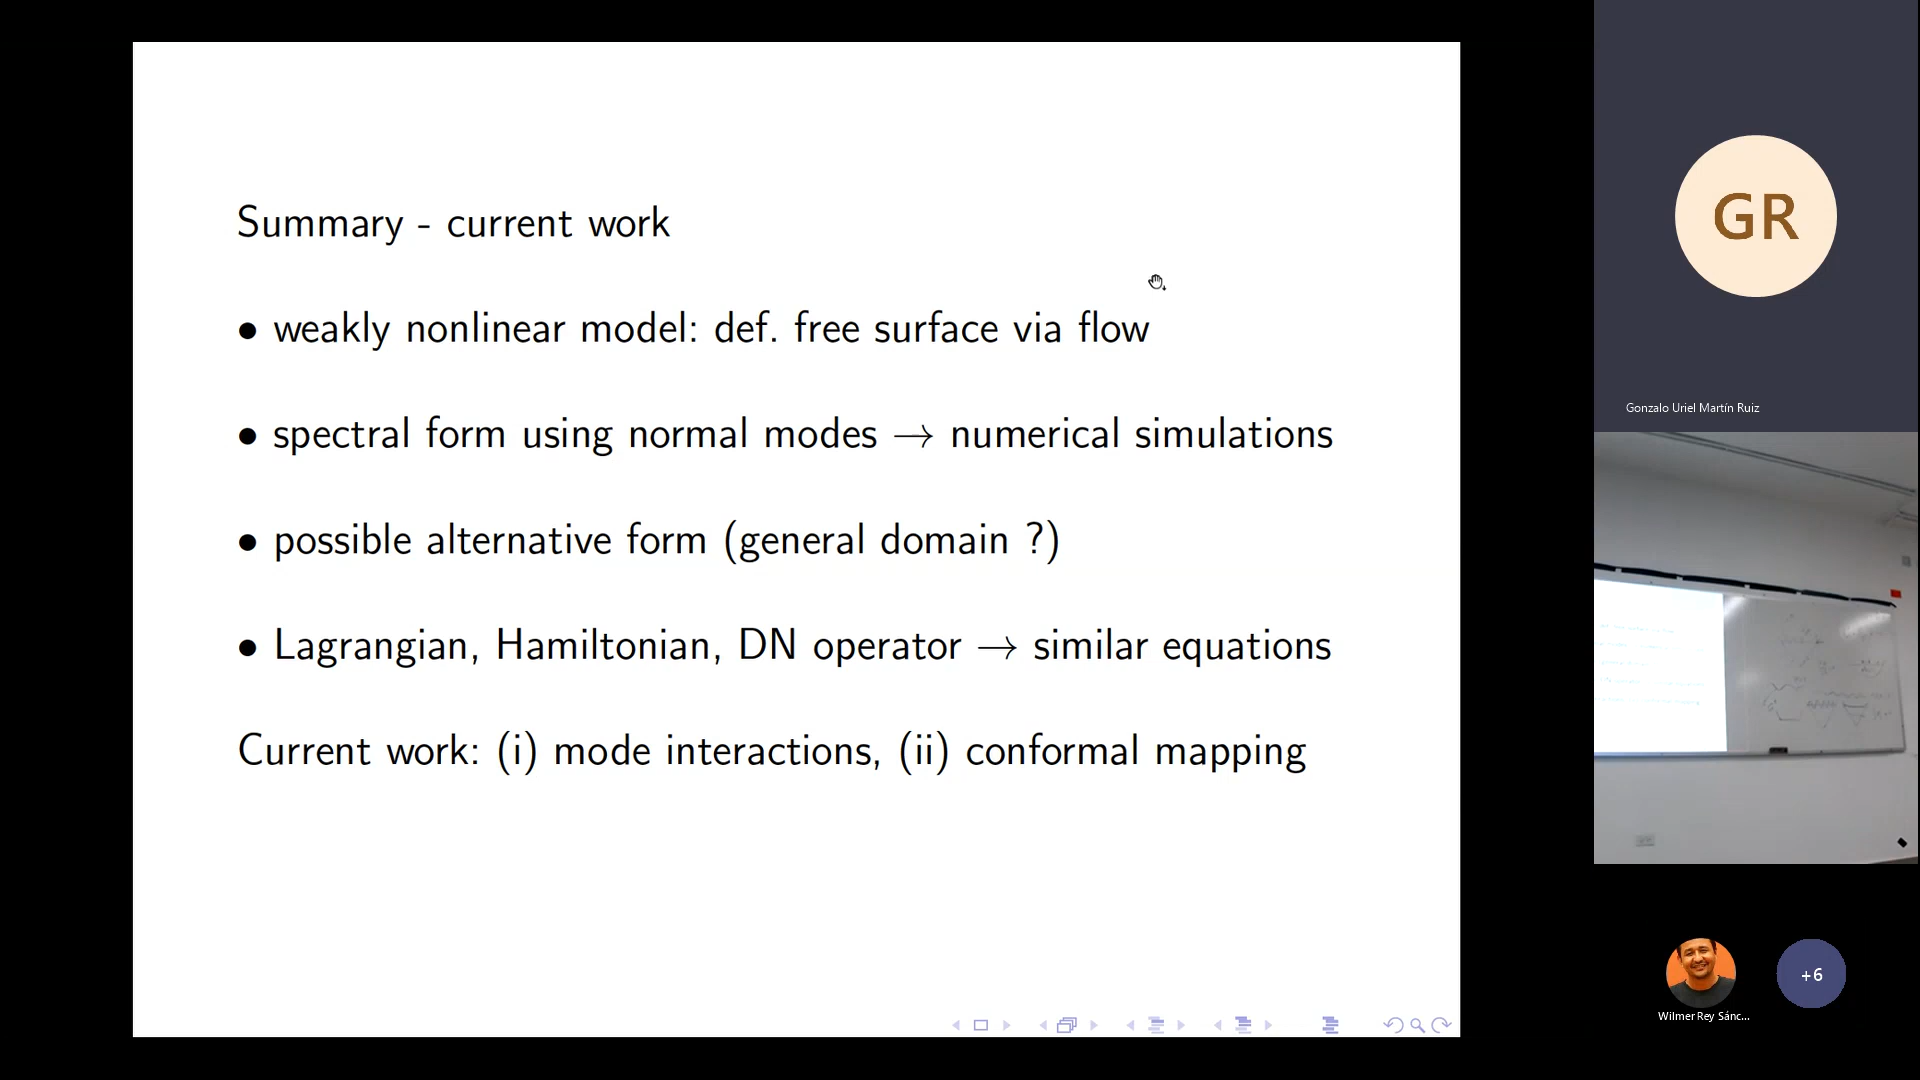 Summary - current work
• weakly nonlinear model: def. free surface via flow
• spectral form using normal modes → numerical simulations
• possible alternative form (general domain ?)
• Lagrangian, Hamiltonian, DN operator → similar equations
Current work: (i) mode interactions, (ii) conformal mapping
GR
Gonzalo Uriel Martín Ruiz
Wilmer Rey Sánc...
+6